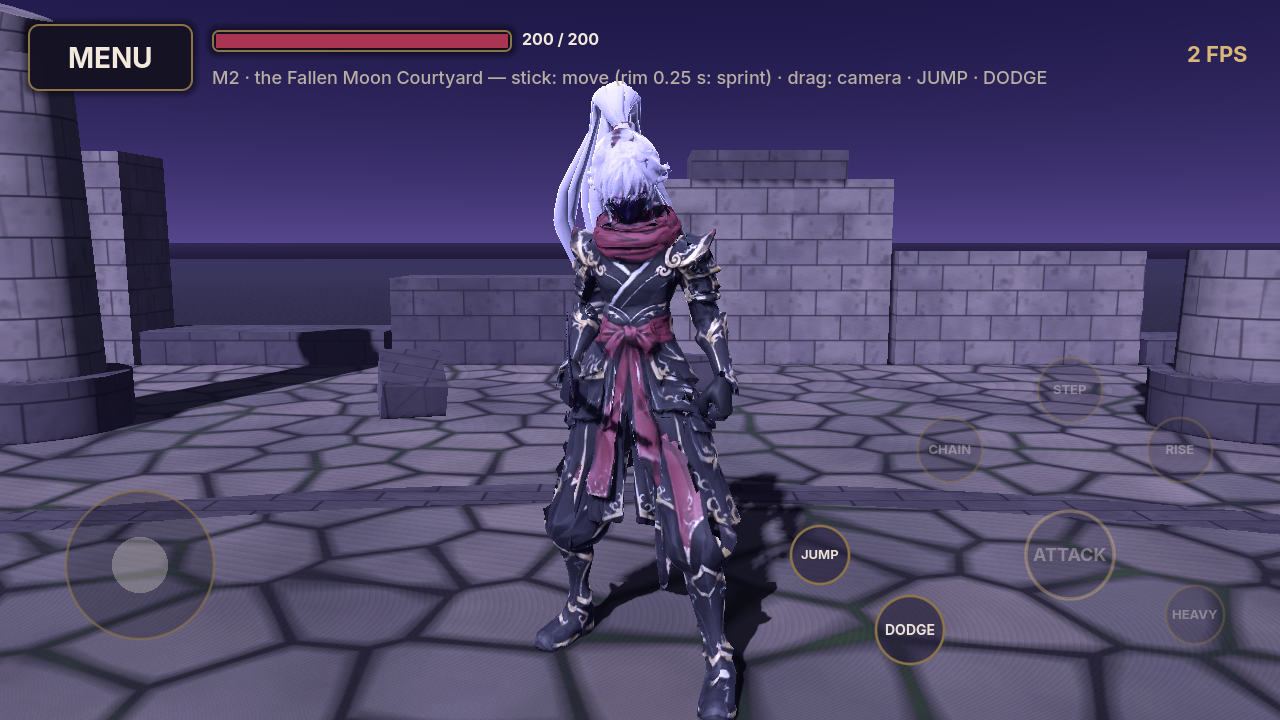 MENU
200 / 200
2 FPS
M2 · the Fallen Moon Courtyard — stick: move (rim 0.25 s: sprint) · drag: camera · JUMP · DODGE
STEP
CHAIN
RISE
JUMP
ATTACK
HEAVY
DODGE